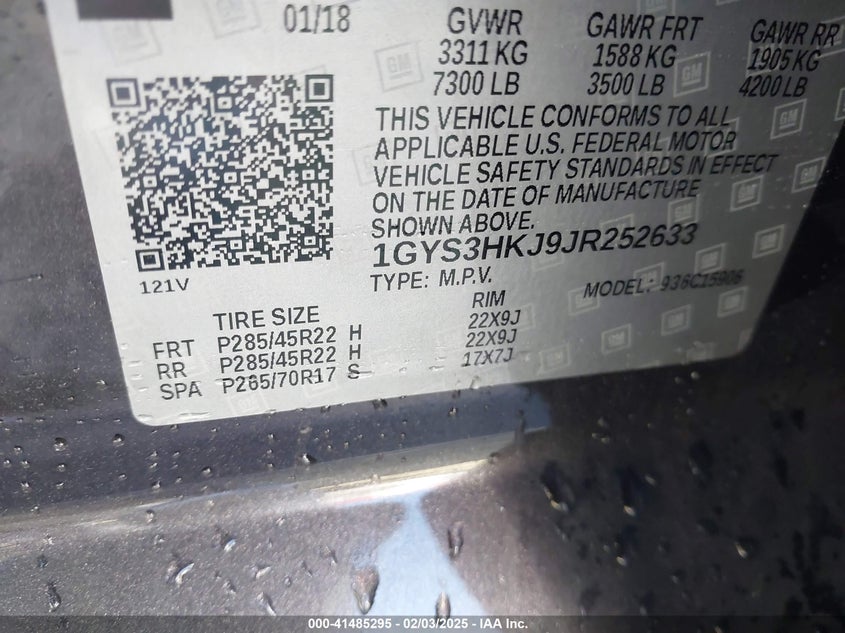 01/18 GVWR GAWR FRT GAWR RR
3311 KG 1588 KG 1905 KG
7300 LB 3500 LB 4200 LB
THIS VEHICLE CONFORMS TO ALL
APPLICABLE U.S. FEDERAL MOTOR
VEHICLE SAFETY STANDARDS IN EFFECT
ON THE DATE OF MANUFACTURE
SHOWN ABOVE.
1GYS3HKJ9JR252633
TYPE: M.P.V. MODEL: 936C15906
121V
TIRE SIZE RIM
FRT P285/45R22 H 22X9J
RR P285/45R22 H 22X9J
SPA P265/70R17 S 17X7J
000-41485295 - 02/03/2025 - IAA Inc.